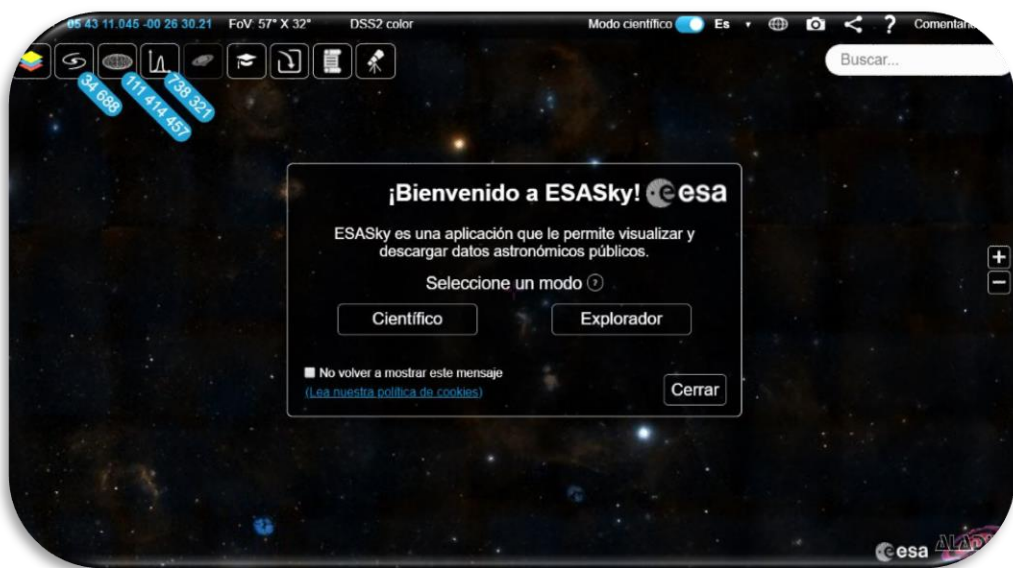 05 43 11.045 -00 26 30.21 FoV: 57° X 32° DSS2 color Modo científico Es ?
Buscar...
34 688
111 414 457
738 321
¡Bienvenido a ESASky! esa
ESASky es una aplicación que le permite visualizar y
descargar datos astronómicos públicos.
Seleccione un modo ?
Científico Explorador
No volver a mostrar este mensaje
(Lea nuestra política de cookies)
Cerrar
+
−
esa